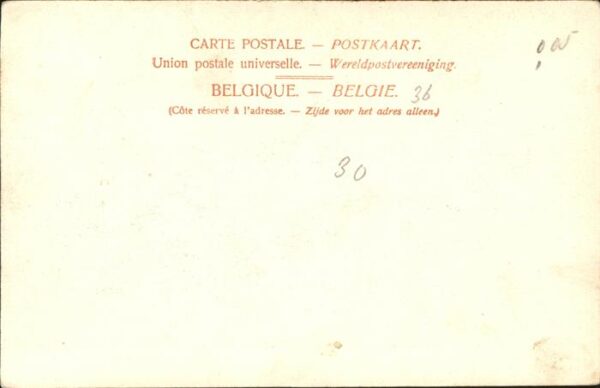 CARTE POSTALE. — POSTKAART.
Union postale universelle. — Wereldpostvereeniging.
BELGIQUE. — BELGIE. 36
(Côte réservé à l'adresse. — Zijde voor het adres alleen.)
30